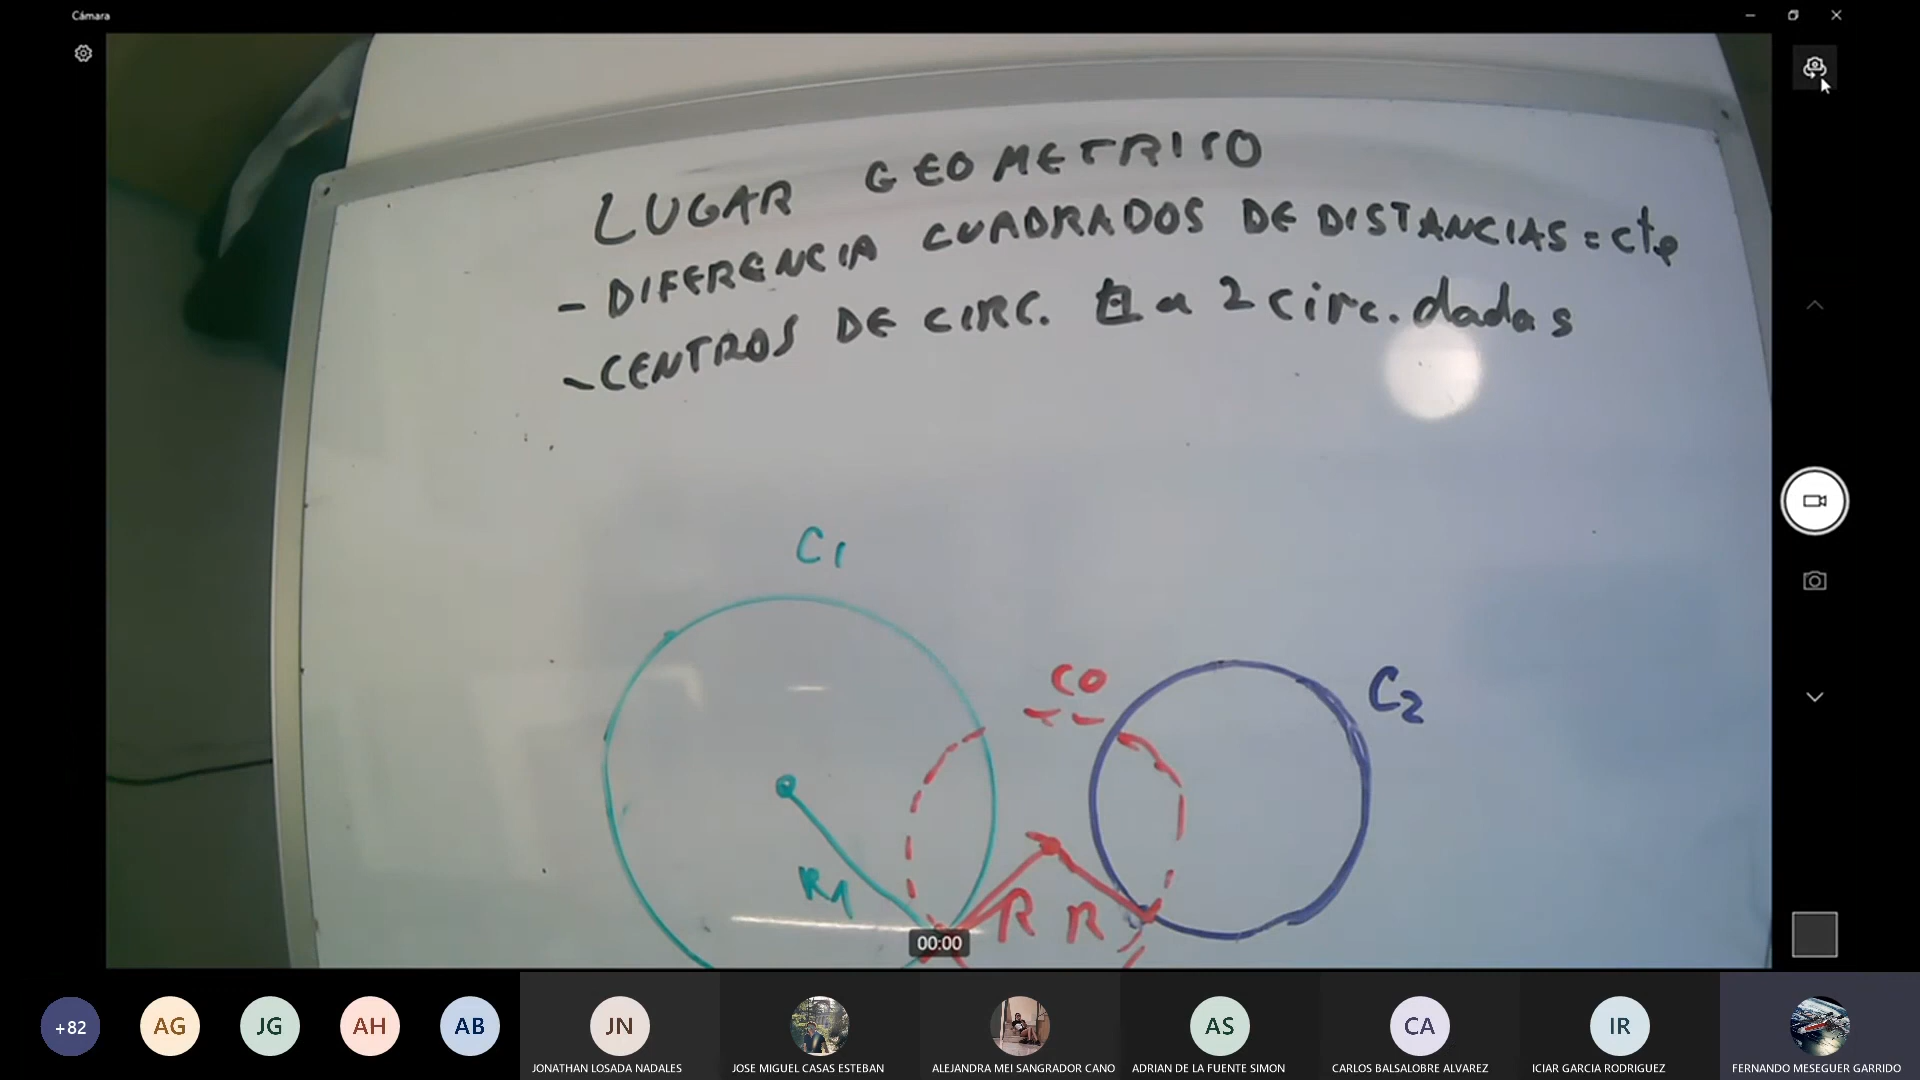 Cámara
LUGAR GEOMETRICO
- DIFERENCIA CUADRADOS DE DISTANCIAS = cte
- CENTROS DE CIRC. a 2 circ. dadas
C1
CO
C2
R1
R R
00:00
+82
AG
JG
AH
AB
JN
AS
CA
IR
JONATHAN LOSADA NADALES
JOSE MIGUEL CASAS ESTEBAN
ALEJANDRA MEI SANGRADOR CANO
ADRIAN DE LA FUENTE SIMON
CARLOS BALSALOBRE ALVAREZ
ICIAR GARCIA RODRIGUEZ
FERNANDO MESEGUER GARRIDO